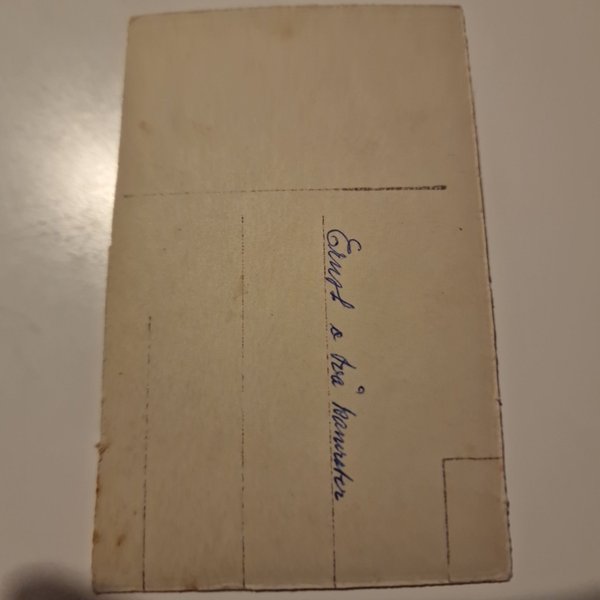 Ernst o två kamrater